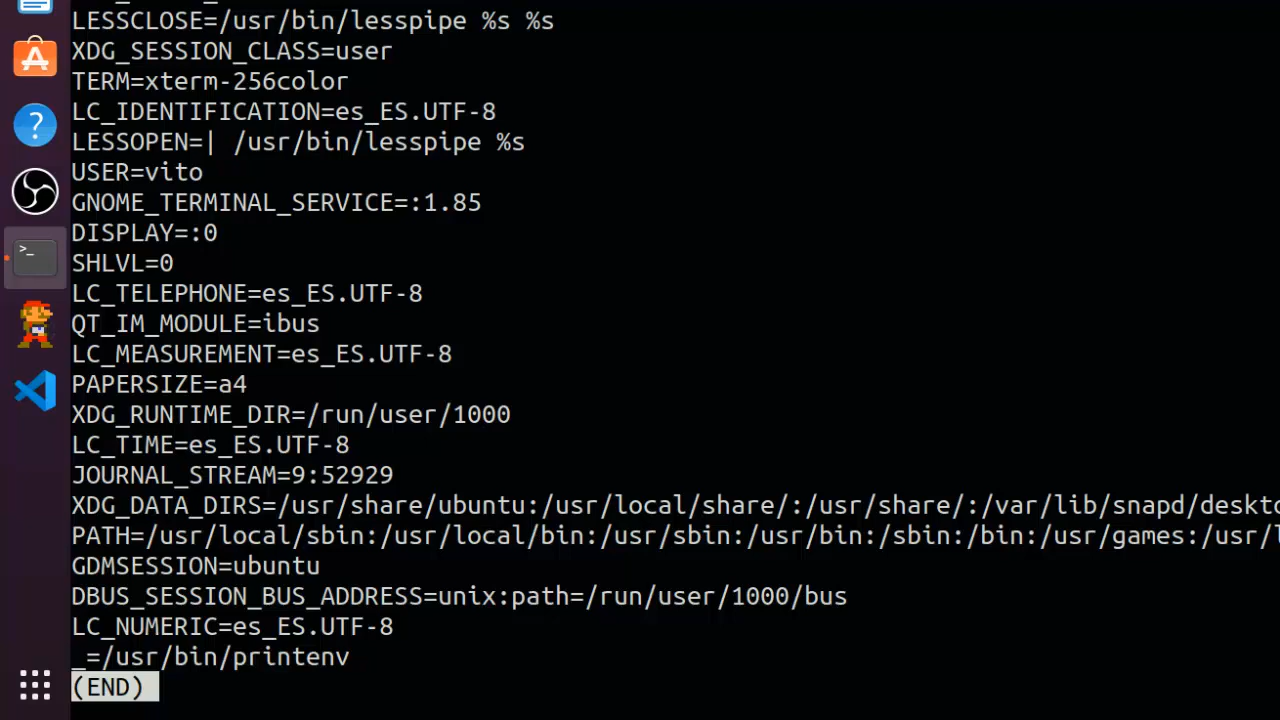 LESSCLOSE=/usr/bin/lesspipe %s %s
XDG_SESSION_CLASS=user
TERM=xterm-256color
LC_IDENTIFICATION=es_ES.UTF-8
LESSOPEN=| /usr/bin/lesspipe %s
USER=vito
GNOME_TERMINAL_SERVICE=:1.85
DISPLAY=:0
SHLVL=0
LC_TELEPHONE=es_ES.UTF-8
QT_IM_MODULE=ibus
LC_MEASUREMENT=es_ES.UTF-8
PAPERSIZE=a4
XDG_RUNTIME_DIR=/run/user/1000
LC_TIME=es_ES.UTF-8
JOURNAL_STREAM=9:52929
XDG_DATA_DIRS=/usr/share/ubuntu:/usr/local/share/:/usr/share/:/var/lib/snapd/deskto
PATH=/usr/local/sbin:/usr/local/bin:/usr/sbin:/usr/bin:/sbin:/bin:/usr/games:/usr/l
GDMSESSION=ubuntu
DBUS_SESSION_BUS_ADDRESS=unix:path=/run/user/1000/bus
LC_NUMERIC=es_ES.UTF-8
_=/usr/bin/printenv
(END)